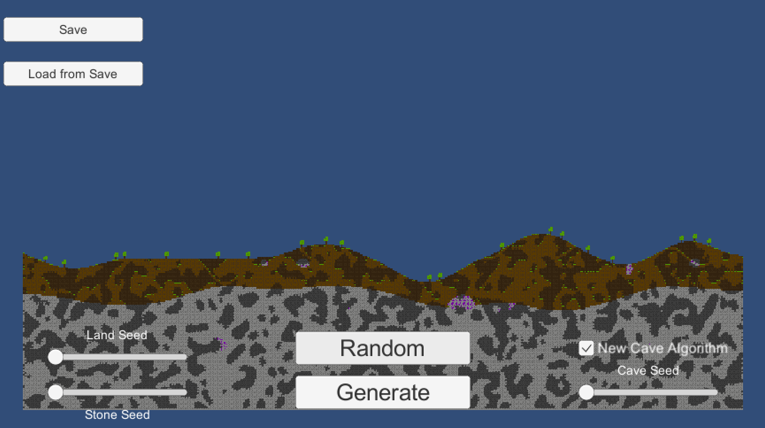 Save
Load from Save
Land Seed
Random
New Cave Algorithm
Cave Seed
Generate
Stone Seed